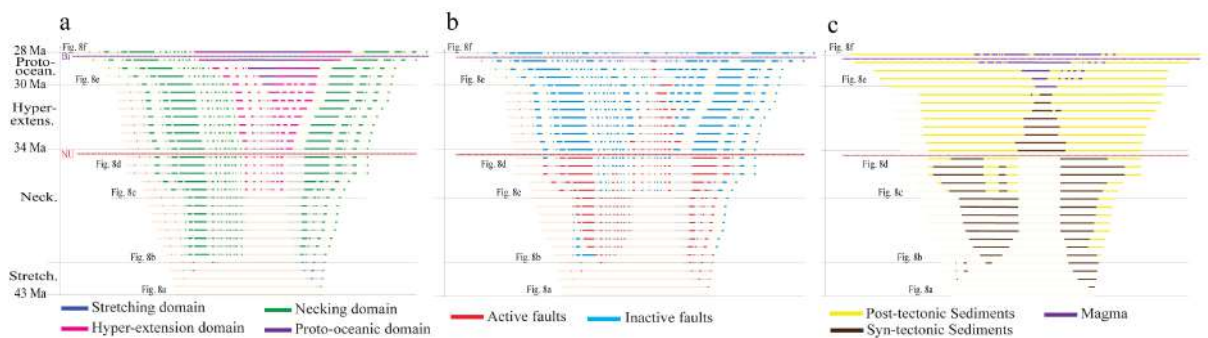 a
b
c
Fig. 8f
Fig. 8f
Fig. 8f
28 Ma
BU
Proto-
ocean.
Fig. 8e
Fig. 8e
Fig. 8e
30 Ma
Hyper-
extens.
34 Ma
NU
Fig. 8d
Fig. 8d
Fig. 8d
Fig. 8c
Fig. 8c
Fig. 8c
Neck.
Fig. 8b
Fig. 8b
Fig. 8b
Stretch.
Fig. 8a
Fig. 8a
Fig. 8a
43 Ma
Stretching domain
Necking domain
Hyper-extension domain
Proto-oceanic domain
Active faults
Inactive faults
Post-tectonic Sediments
Magma
Syn-tectonic Sediments